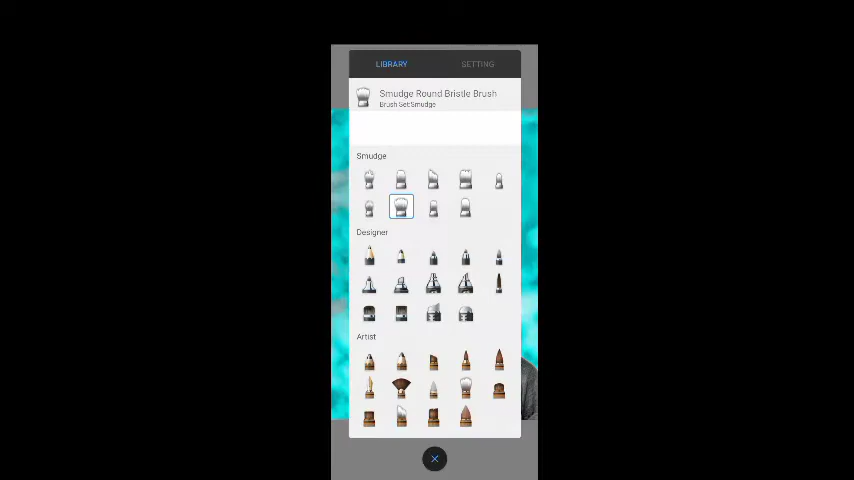 LIBRARY
SETTING
Smudge Round Bristle Brush
Brush Set:Smudge
Smudge
Designer
Artist